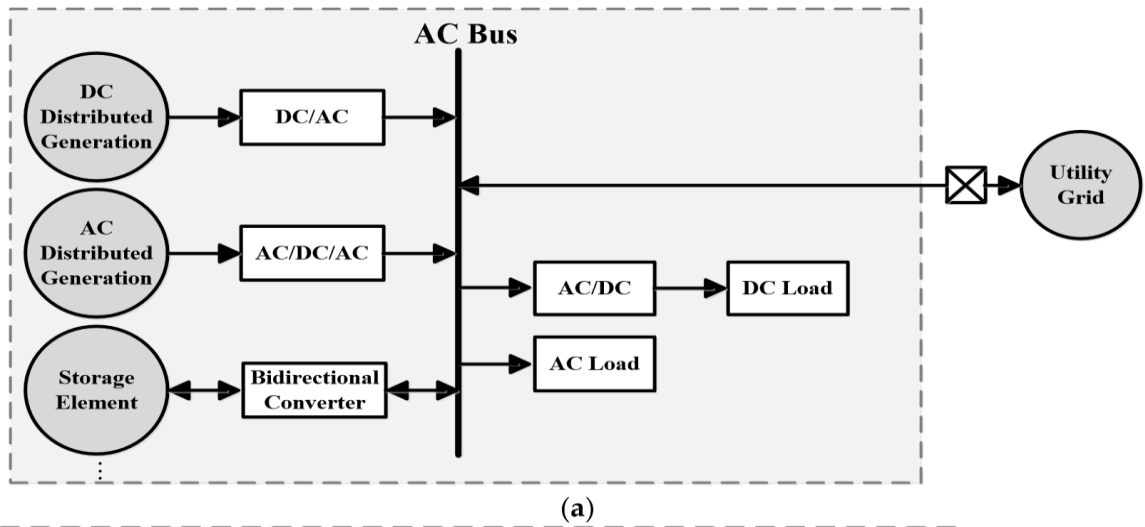 AC Bus
DC
Distributed
Generation
DC/AC
AC
Distributed
Generation
AC/DC/AC
Storage
Element
Bidirectional
Converter
AC/DC
DC Load
AC Load
Utility
Grid
(a)